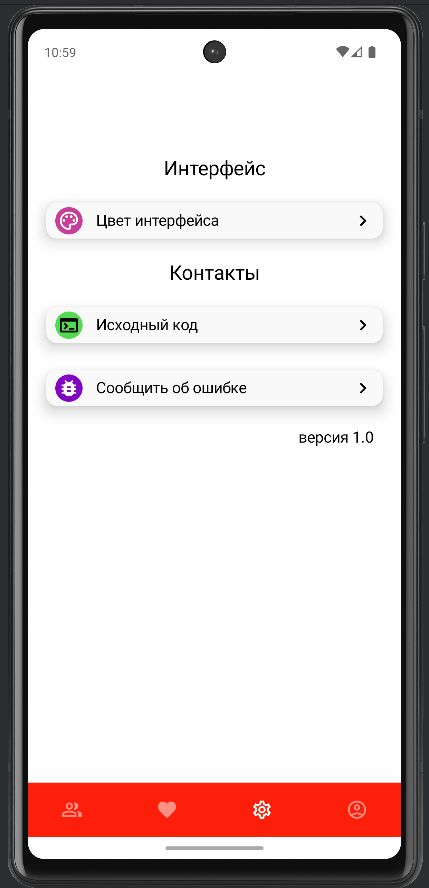 10:59
Интерфейс
Цвет интерфейса
Контакты
Исходный код
Сообщить об ошибке
версия 1.0